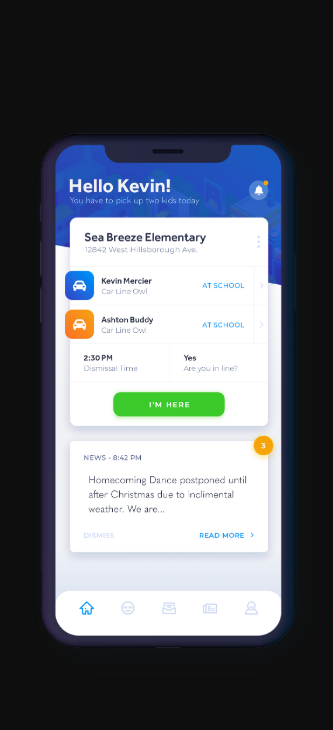 Hello Kevin!
You have to pick up two kids today
Sea Breeze Elementary
12842 West Hillsborough Ave.
Kevin Mercier
Car Line Owl
AT SCHOOL
Ashton Buddy
Car Line Owl
AT SCHOOL
2:30 PM
Dismissal Time
Yes
Are you in line?
I'M HERE
3
NEWS - 8:42 PM
Homecoming Dance postponed until
after Christmas due to inclimental
weather. We are...
DISMISS
READ MORE